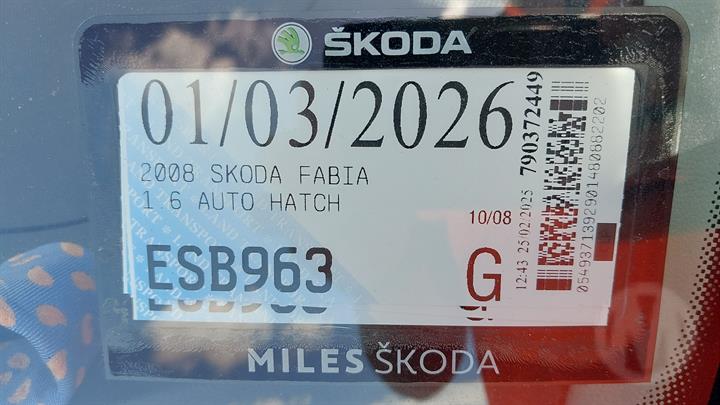 ŠKODA
01/03/2026
2008 SKODA FABIA
1.6 AUTO HATCH
10/08
ESB963 G
12:43 25/02/2025 790372449
MILES ŠKODA